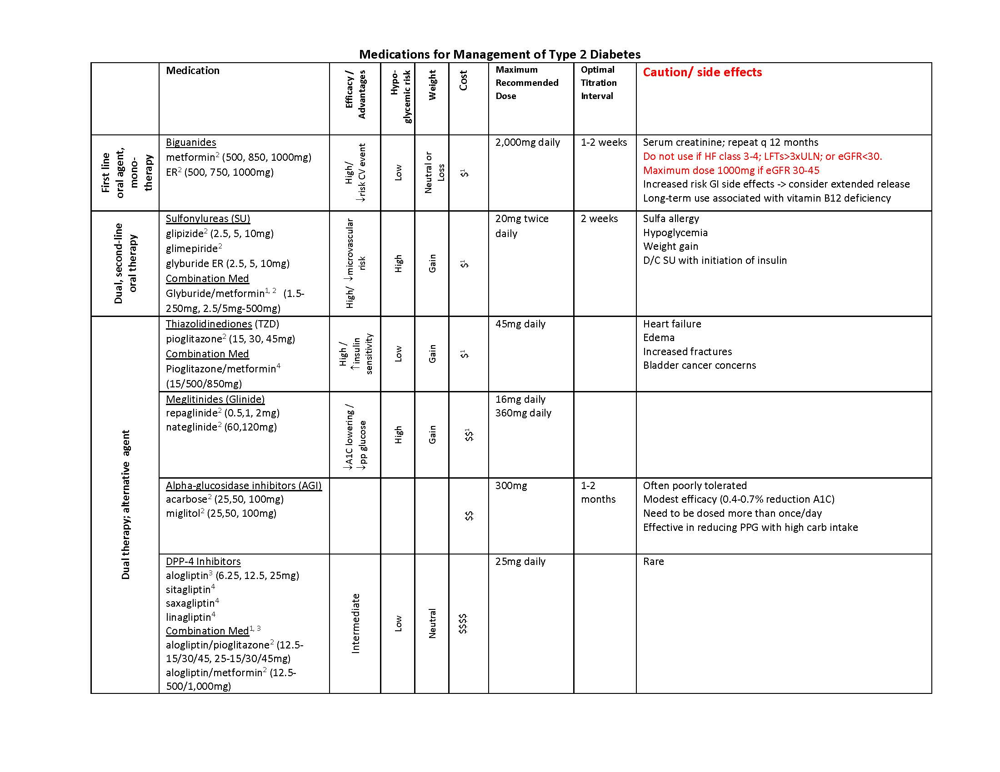 Medications for Management of Type 2 Diabetes
Medication
Efficacy /
Advantages
Hypo-
glycemic risk
Weight
Cost
Maximum
Recommended
Dose
Optimal
Titration
Interval
Caution/ side effects
First line
oral agent,
mono-
therapy
Biguanides
metformin² (500, 850, 1000mg)
ER² (500, 750, 1000mg)
High/
↓risk CV event
Low
Neutral or
Loss
$¹
2,000mg daily
1-2 weeks
Serum creatinine; repeat q 12 months
Do not use if HF class 3-4; LFTs>3xULN; or eGFR<30.
Maximum dose 1000mg if eGFR 30-45
Increased risk GI side effects -> consider extended release
Long-term use associated with vitamin B12 deficiency
Dual, second-line
oral therapy
Sulfonylureas (SU)
glipizide² (2.5, 5, 10mg)
glimepiride²
glyburide ER (2.5, 5, 10mg)
Combination Med
Glyburide/metformin¹, ² (1.5-
250mg, 2.5/5mg-500mg)
High/ ↓microvascular
risk
High
Gain
$¹
20mg twice
daily
2 weeks
Sulfa allergy
Hypoglycemia
Weight gain
D/C SU with initiation of insulin
Dual therapy; alternative agent
Thiazolidinediones (TZD)
pioglitazone² (15, 30, 45mg)
Combination Med
Pioglitazone/metformin⁴
(15/500/850mg)
High /
↑insulin
sensitivity
Low
Gain
$¹
45mg daily
Heart failure
Edema
Increased fractures
Bladder cancer concerns
Meglitinides (Glinide)
repaglinide² (0.5,1, 2mg)
nateglinide² (60,120mg)
↓A1C lowering /
↓pp glucose
High
Gain
$$¹
16mg daily
360mg daily
Alpha-glucosidase inhibitors (AGI)
acarbose² (25,50, 100mg)
miglitol² (25,50, 100mg)
$$
300mg
1-2
months
Often poorly tolerated
Modest efficacy (0.4-0.7% reduction A1C)
Need to be dosed more than once/day
Effective in reducing PPG with high carb intake
DPP-4 Inhibitors
alogliptin³ (6.25, 12.5, 25mg)
sitagliptin⁴
saxagliptin⁴
linagliptin⁴
Combination Med¹, ³
alogliptin/pioglitazone² (12.5-
15/30/45, 25-15/30/45mg)
alogliptin/metformin² (12.5-
500/1,000mg)
Intermediate
Low
Neutral
$$$$
25mg daily
Rare